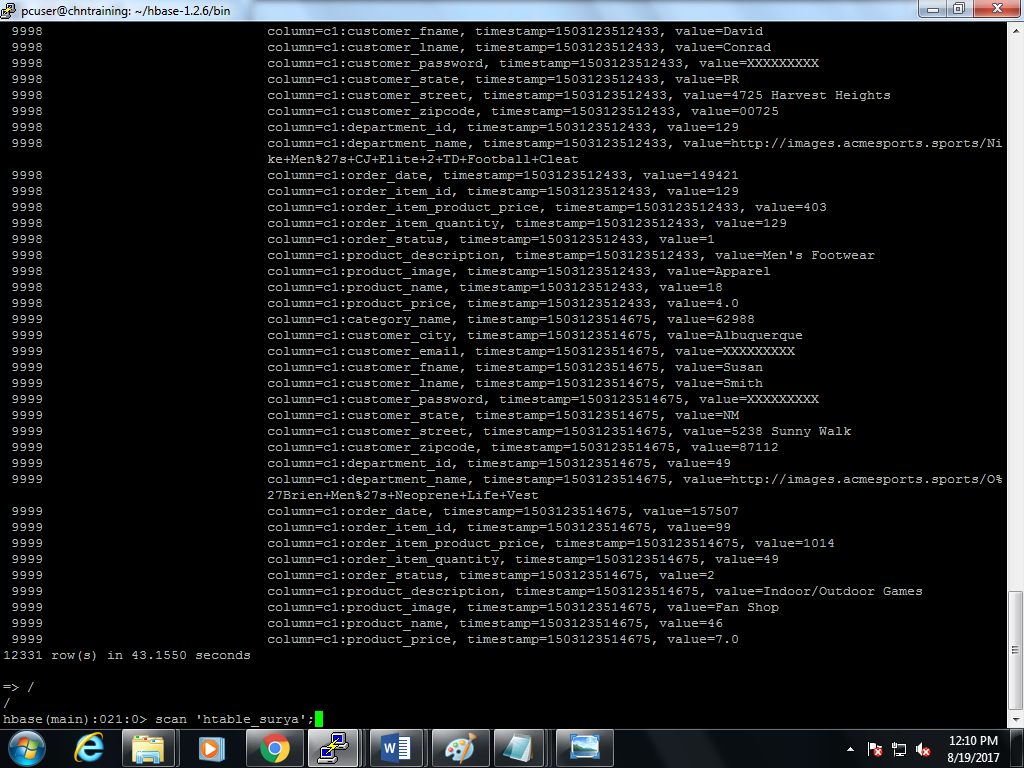 pcuser@chntraining: ~/hbase-1.2.6/bin
9998 column=c1:customer_fname, timestamp=1503123512433, value=David
9998 column=c1:customer_lname, timestamp=1503123512433, value=Conrad
9998 column=c1:customer_password, timestamp=1503123512433, value=XXXXXXXXX
9998 column=c1:customer_state, timestamp=1503123512433, value=PR
9998 column=c1:customer_street, timestamp=1503123512433, value=4725 Harvest Heights
9998 column=c1:customer_zipcode, timestamp=1503123512433, value=00725
9998 column=c1:department_id, timestamp=1503123512433, value=129
9998 column=c1:department_name, timestamp=1503123512433, value=http://images.acmesports.sports/Ni
ke+Men%27s+CJ+Elite+2+TD+Football+Cleat
9998 column=c1:order_date, timestamp=1503123512433, value=149421
9998 column=c1:order_item_id, timestamp=1503123512433, value=129
9998 column=c1:order_item_product_price, timestamp=1503123512433, value=403
9998 column=c1:order_item_quantity, timestamp=1503123512433, value=129
9998 column=c1:order_status, timestamp=1503123512433, value=1
9998 column=c1:product_description, timestamp=1503123512433, value=Men's Footwear
9998 column=c1:product_image, timestamp=1503123512433, value=Apparel
9998 column=c1:product_name, timestamp=1503123512433, value=18
9998 column=c1:product_price, timestamp=1503123512433, value=4.0
9999 column=c1:category_name, timestamp=1503123514675, value=62988
9999 column=c1:customer_city, timestamp=1503123514675, value=Albuquerque
9999 column=c1:customer_email, timestamp=1503123514675, value=XXXXXXXXX
9999 column=c1:customer_fname, timestamp=1503123514675, value=Susan
9999 column=c1:customer_lname, timestamp=1503123514675, value=Smith
9999 column=c1:customer_password, timestamp=1503123514675, value=XXXXXXXXX
9999 column=c1:customer_state, timestamp=1503123514675, value=NM
9999 column=c1:customer_street, timestamp=1503123514675, value=5238 Sunny Walk
9999 column=c1:customer_zipcode, timestamp=1503123514675, value=87112
9999 column=c1:department_id, timestamp=1503123514675, value=49
9999 column=c1:department_name, timestamp=1503123514675, value=http://images.acmesports.sports/O%
27Brien+Men%27s+Neoprene+Life+Vest
9999 column=c1:order_date, timestamp=1503123514675, value=157507
9999 column=c1:order_item_id, timestamp=1503123514675, value=99
9999 column=c1:order_item_product_price, timestamp=1503123514675, value=1014
9999 column=c1:order_item_quantity, timestamp=1503123514675, value=49
9999 column=c1:order_status, timestamp=1503123514675, value=2
9999 column=c1:product_description, timestamp=1503123514675, value=Indoor/Outdoor Games
9999 column=c1:product_image, timestamp=1503123514675, value=Fan Shop
9999 column=c1:product_name, timestamp=1503123514675, value=46
9999 column=c1:product_price, timestamp=1503123514675, value=7.0
12331 row(s) in 43.1550 seconds
=> /
/
hbase(main):021:0> scan 'htable_surya';
12:10 PM
8/19/2017